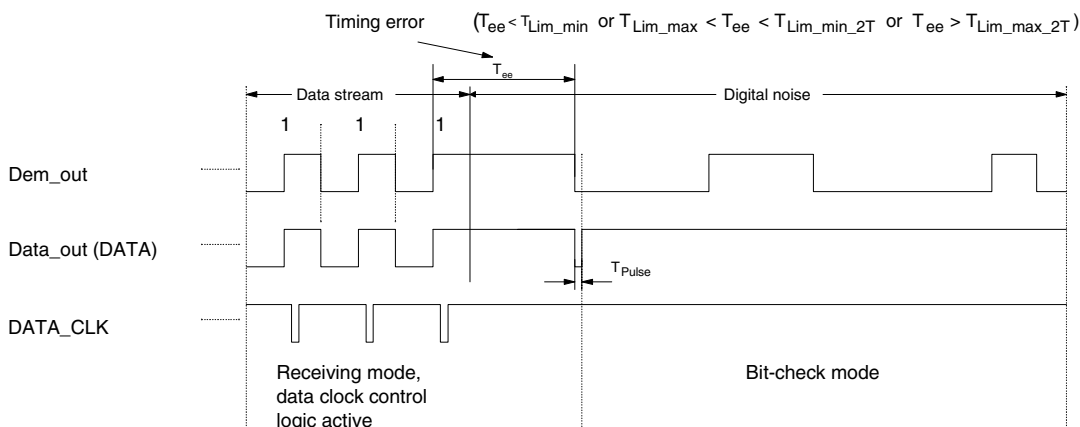 Timing error (Tee < TLim_min or TLim_max < Tee < TLim_min_2T or Tee > TLim_max_2T)
Tee
Data stream Digital noise
1 1 1
Dem_out
Data_out (DATA)
TPulse
DATA_CLK
Receiving mode,
data clock control
logic active
Bit-check mode